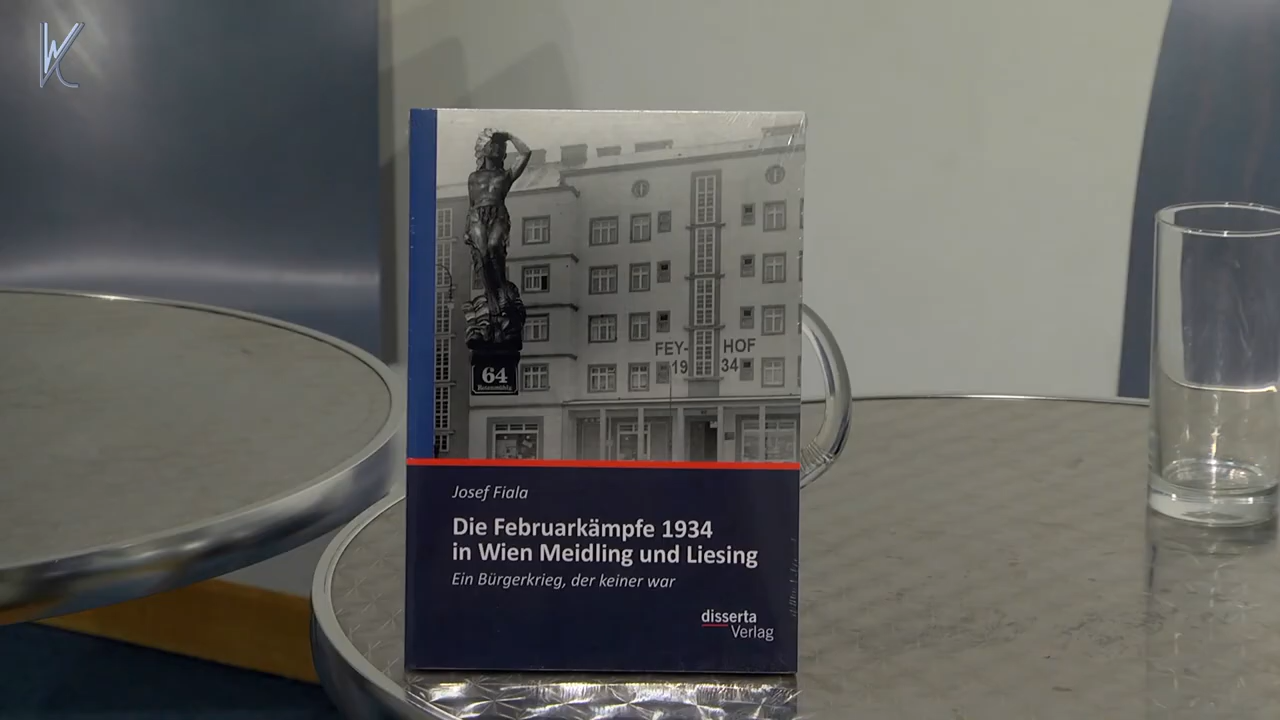 FEY- HOF
19 34
64
Rosenmühle
Josef Fiala
Die Februarkämpfe 1934
in Wien Meidling und Liesing
Ein Bürgerkrieg, der keiner war
disserta
Verlag